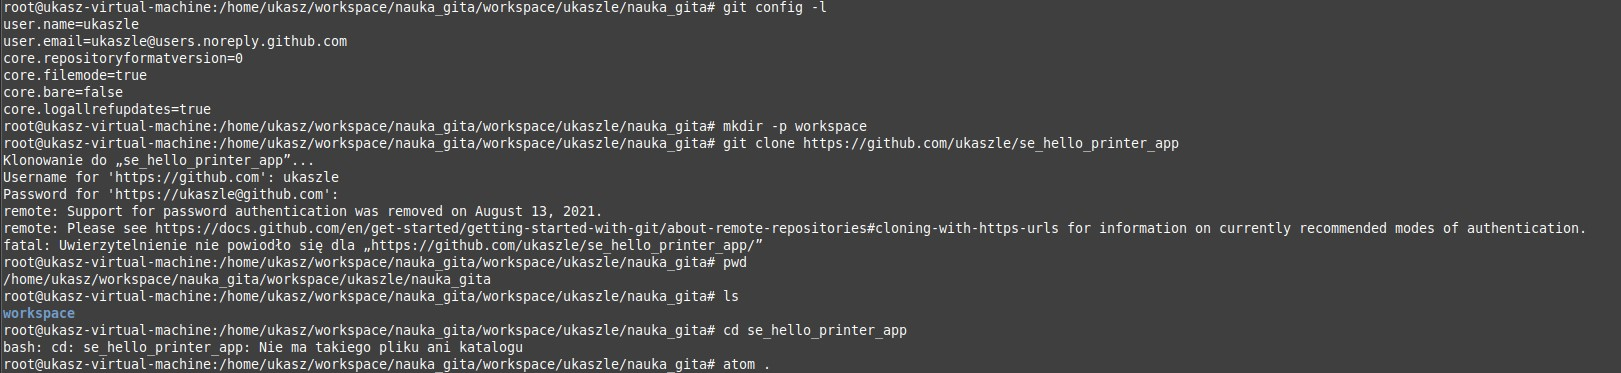 root@ukasz-virtual-machine:/home/ukasz/workspace/nauka_gita/workspace/ukaszle/nauka_gita# git config -l
user.name=ukaszle
user.email=ukaszle@users.noreply.github.com
core.repositoryformatversion=0
core.filemode=true
core.bare=false
core.logallrefupdates=true
root@ukasz-virtual-machine:/home/ukasz/workspace/nauka_gita/workspace/ukaszle/nauka_gita# mkdir -p workspace
root@ukasz-virtual-machine:/home/ukasz/workspace/nauka_gita/workspace/ukaszle/nauka_gita# git clone https://github.com/ukaszle/se_hello_printer_app
Klonowanie do „se_hello_printer_app”...
Username for 'https://github.com': ukaszle
Password for 'https://ukaszle@github.com':
remote: Support for password authentication was removed on August 13, 2021.
remote: Please see https://docs.github.com/en/get-started/getting-started-with-git/about-remote-repositories#cloning-with-https-urls for information on currently recommended modes of authentication.
fatal: Uwierzytelnienie nie powiodło się dla „https://github.com/ukaszle/se_hello_printer_app/”
root@ukasz-virtual-machine:/home/ukasz/workspace/nauka_gita/workspace/ukaszle/nauka_gita# pwd
/home/ukasz/workspace/nauka_gita/workspace/ukaszle/nauka_gita
root@ukasz-virtual-machine:/home/ukasz/workspace/nauka_gita/workspace/ukaszle/nauka_gita# ls
workspace
root@ukasz-virtual-machine:/home/ukasz/workspace/nauka_gita/workspace/ukaszle/nauka_gita# cd se_hello_printer_app
bash: cd: se_hello_printer_app: Nie ma takiego pliku ani katalogu
root@ukasz-virtual-machine:/home/ukasz/workspace/nauka_gita/workspace/ukaszle/nauka_gita# atom .